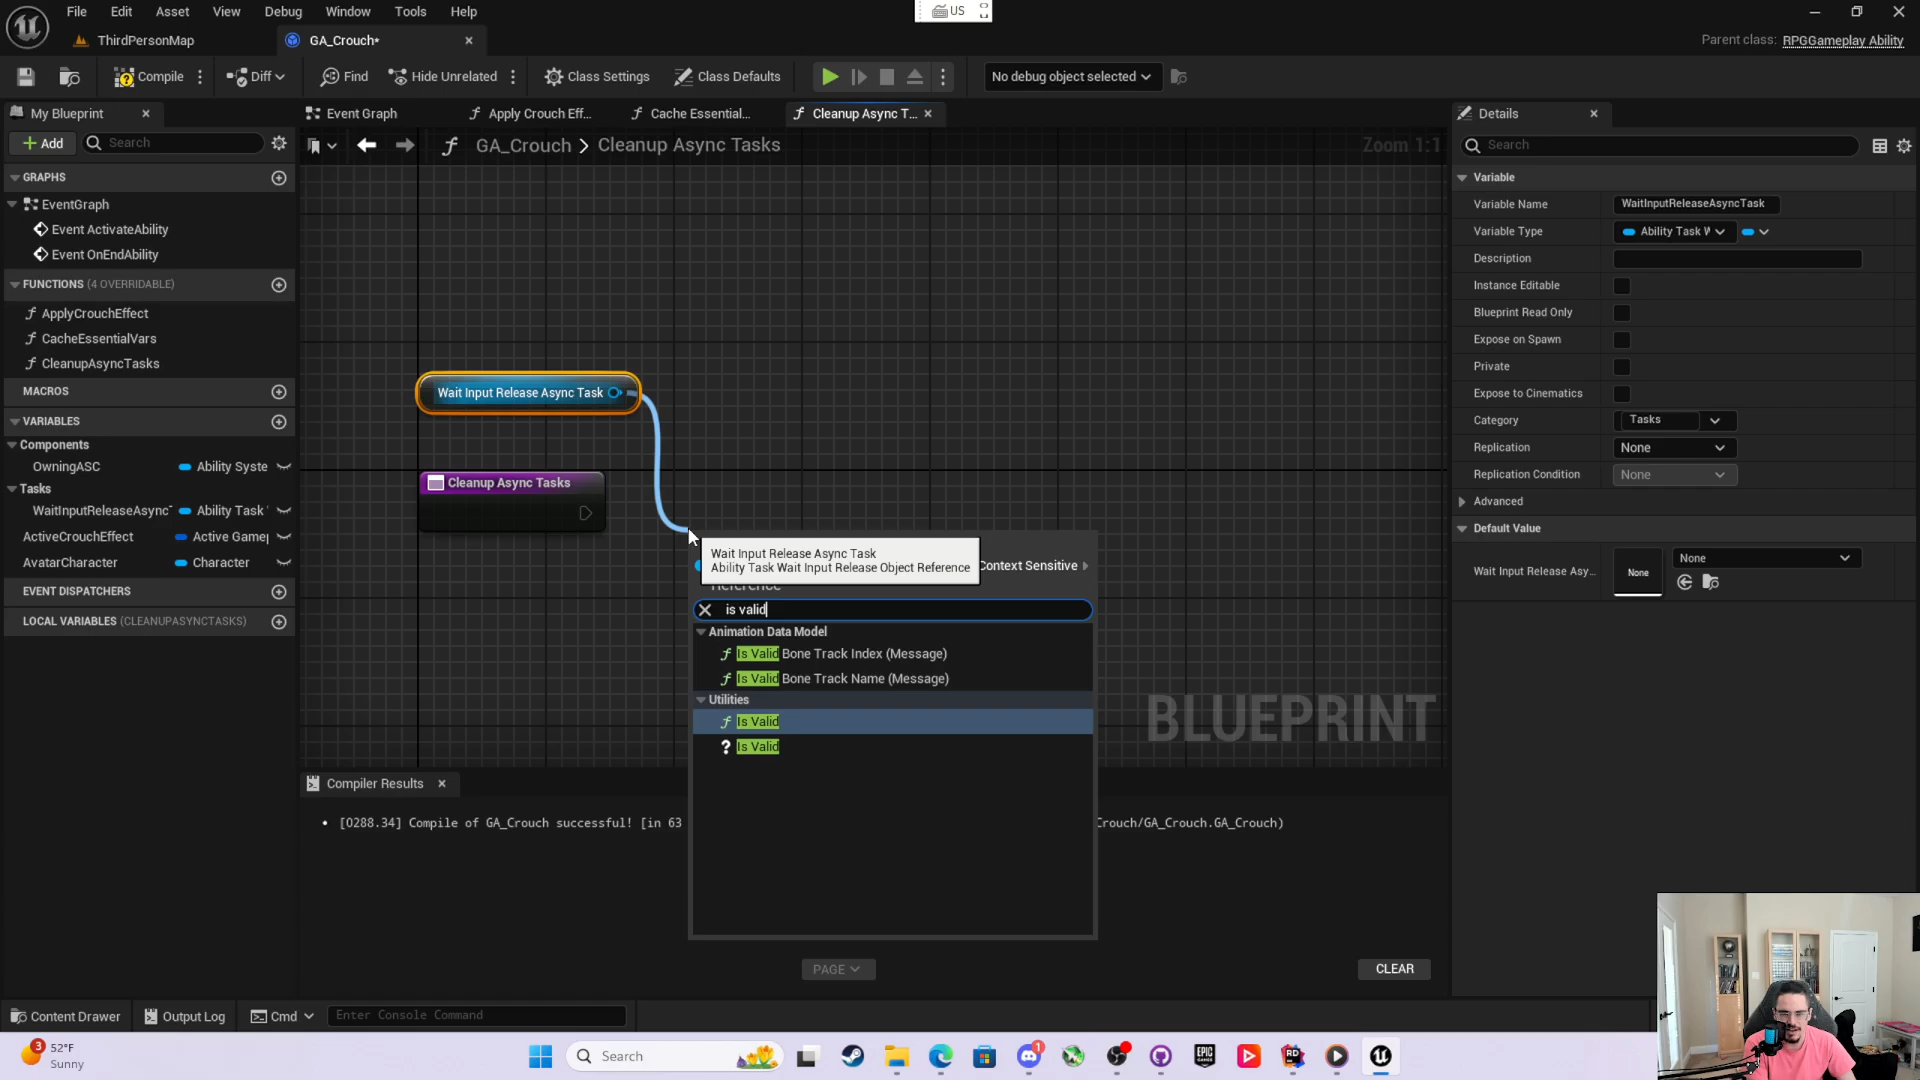 File Edit Asset View Debug Window Tools Help
US
ThirdPersonMap
GA_Crouch*
Parent class: RPGGameplay Ability
Compile
Diff
Find
Hide Unrelated
Class Settings
Class Defaults
No debug object selected
My Blueprint
Event Graph
Apply Crouch Eff...
Cache Essential...
Cleanup Async T...
Details
Add
Search
GA_Crouch > Cleanup Async Tasks
Zoom 1:1
Search
GRAPHS
EventGraph
Event ActivateAbility
Event OnEndAbility
FUNCTIONS (4 OVERRIDABLE)
ApplyCrouchEffect
CacheEssentialVars
CleanupAsyncTasks
MACROS
VARIABLES
Components
OwningASC Ability Syste
Tasks
WaitInputReleaseAsync Ability Task
ActiveCrouchEffect Active Gamep
AvatarCharacter Character
EVENT DISPATCHERS
LOCAL VARIABLES (CLEANUPASYNCTASKS)
Wait Input Release Async Task
Cleanup Async Tasks
Wait Input Release Async Task
Ability Task Wait Input Release Object Reference
Context Sensitive
Reference
is valid
Animation Data Model
Is Valid Bone Track Index (Message)
Is Valid Bone Track Name (Message)
Utilities
Is Valid
Is Valid
BLUEPRINT
Variable
Variable Name WaitInputReleaseAsyncTask
Variable Type Ability Task W
Description
Instance Editable
Blueprint Read Only
Expose on Spawn
Private
Expose to Cinematics
Category Tasks
Replication None
Replication Condition None
Advanced
Default Value
Wait Input Release Asy... None None
Compiler Results
[0288.34] Compile of GA_Crouch successful! [in 63 Crouch/GA_Crouch.GA_Crouch)
PAGE
CLEAR
Content Drawer
Output Log
Cmd
Enter Console Command
3
52°F
Sunny
Search
1
EPIC GAMES
RD